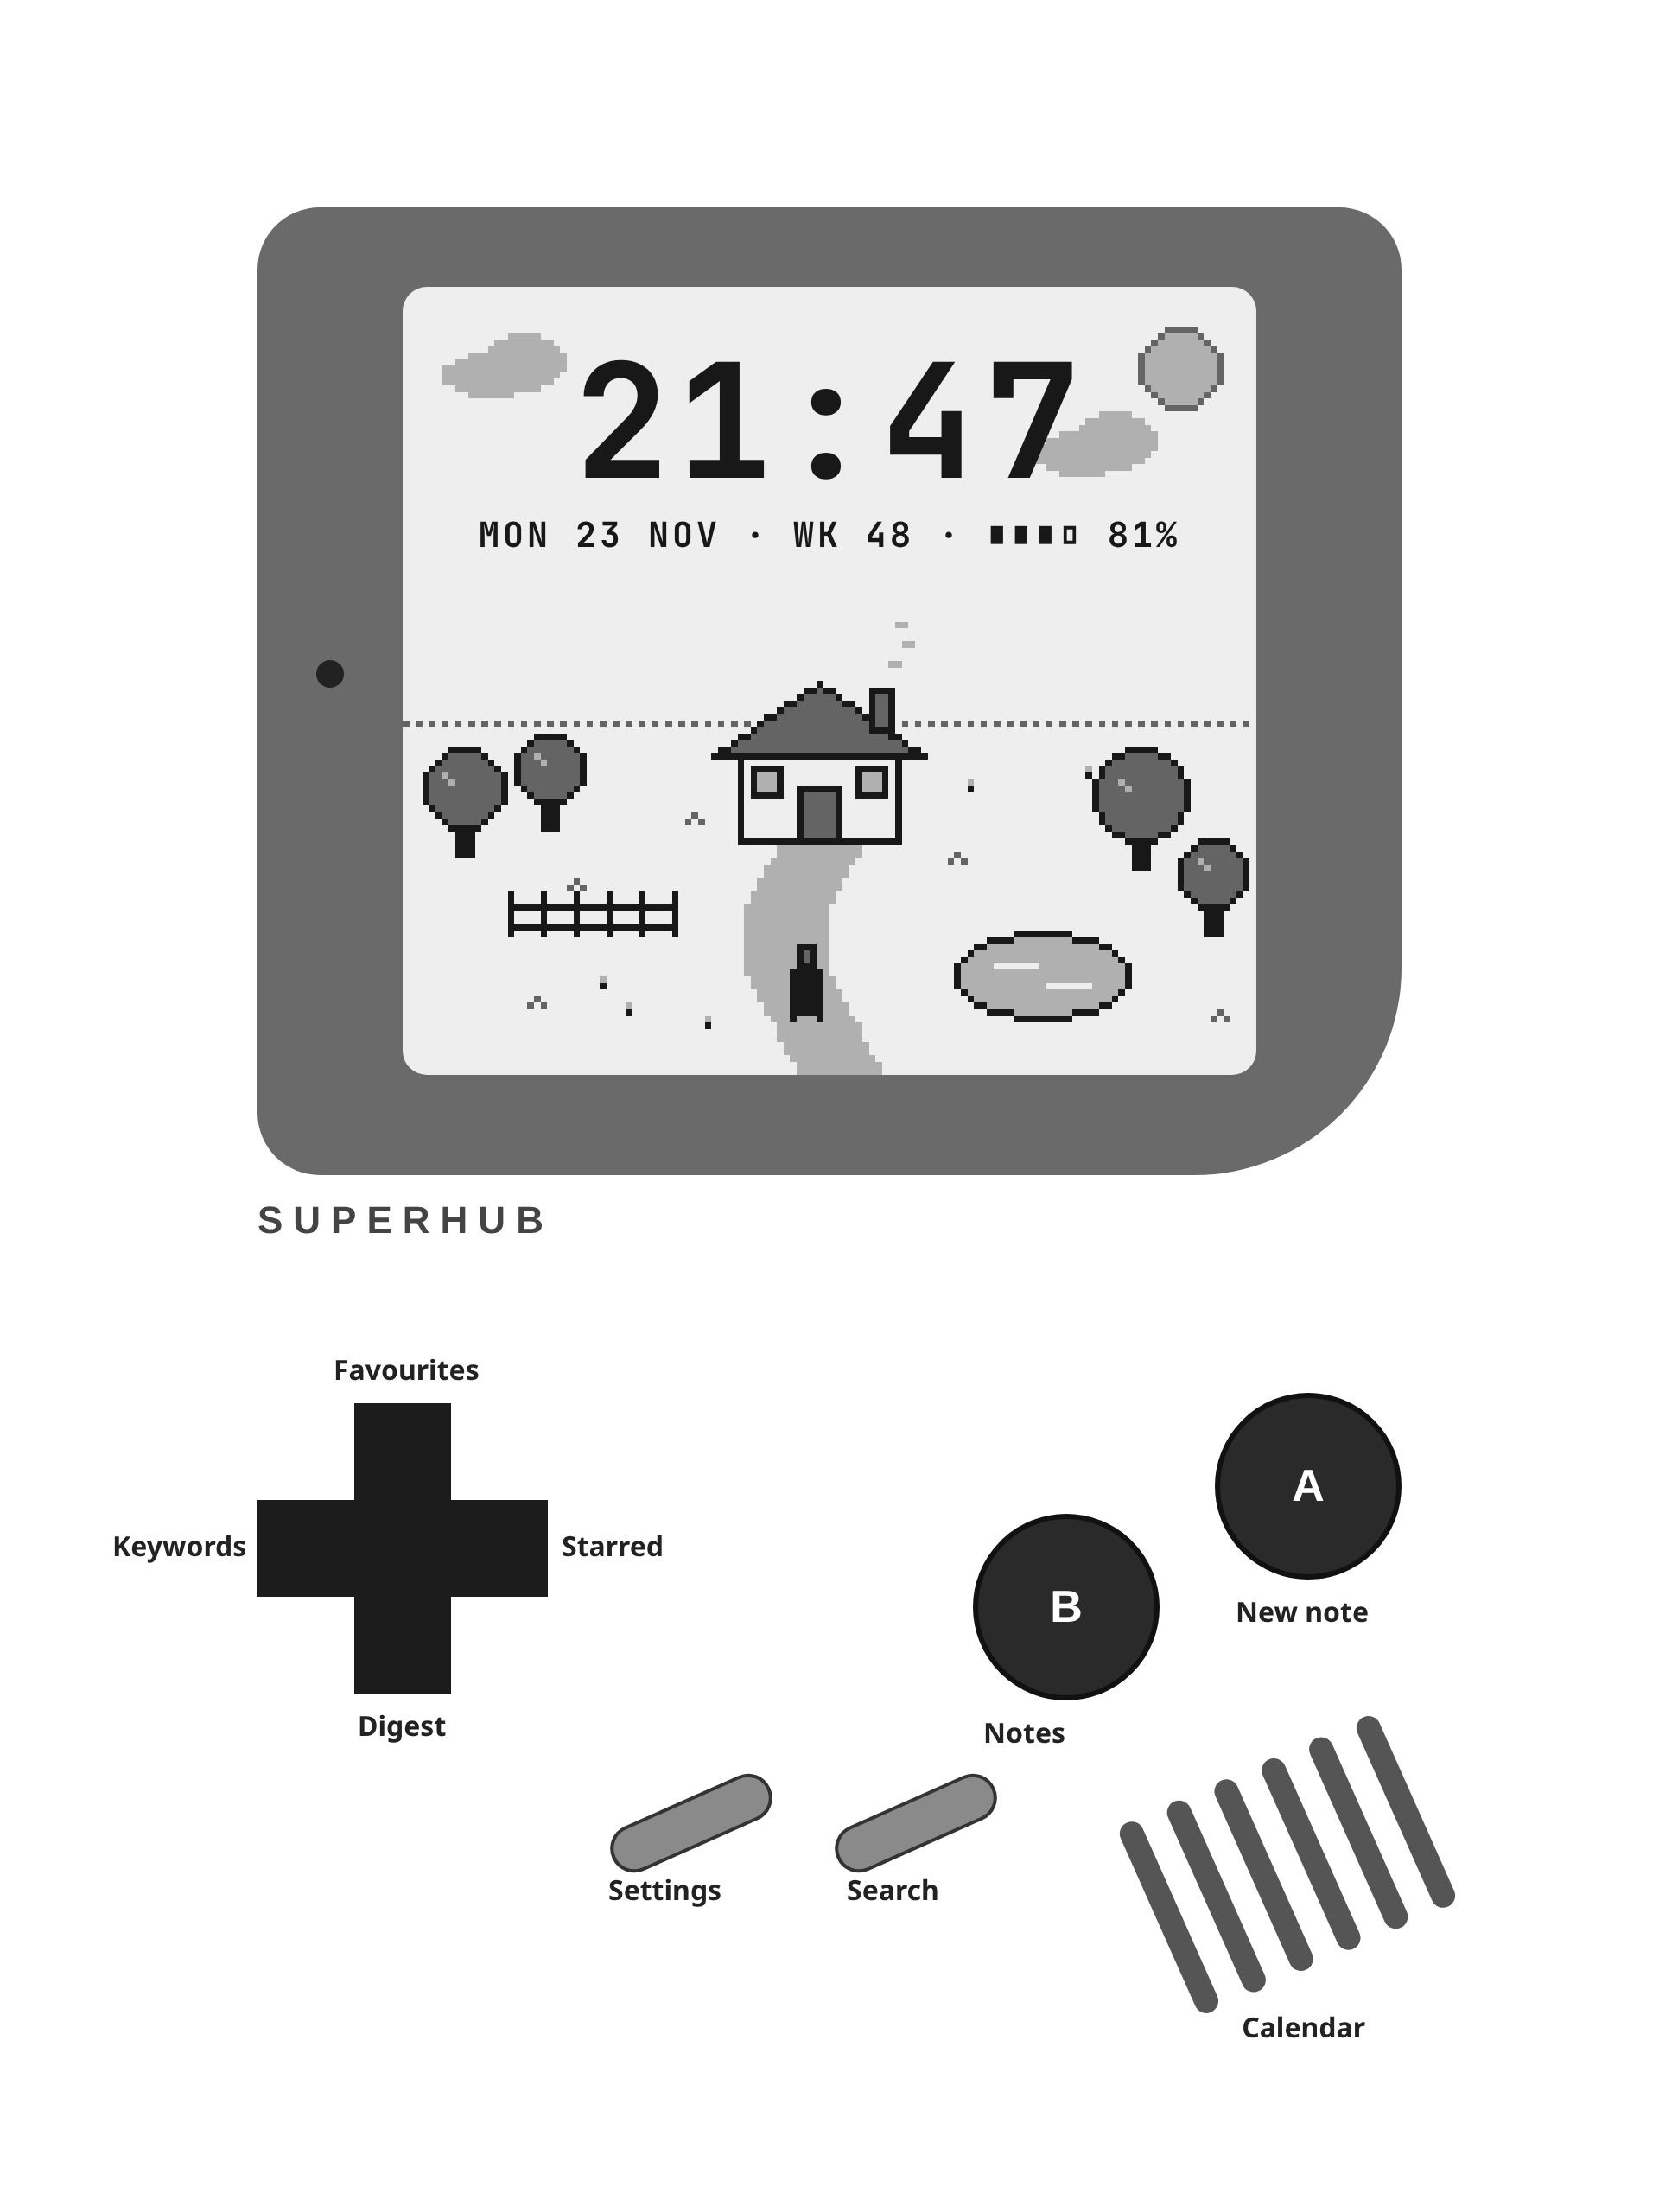 21:47
MON 23 NOV · WK 48 · ▮▮▮▯ 81%
SUPERHUB
Favourites
Keywords
Starred
Digest
A
New note
B
Notes
Settings
Search
Calendar